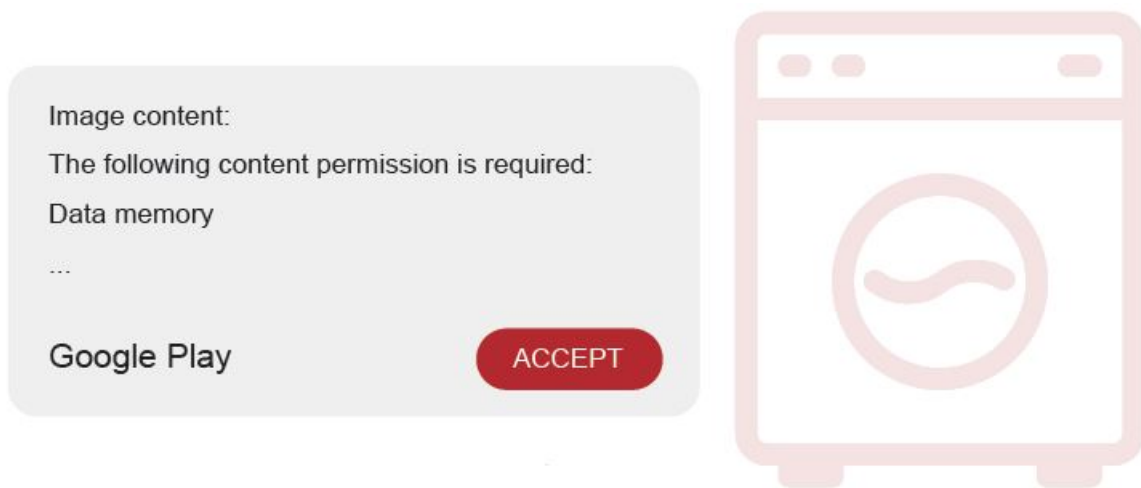 Image content:
The following content permission is required:
Data memory
...
Google Play
ACCEPT